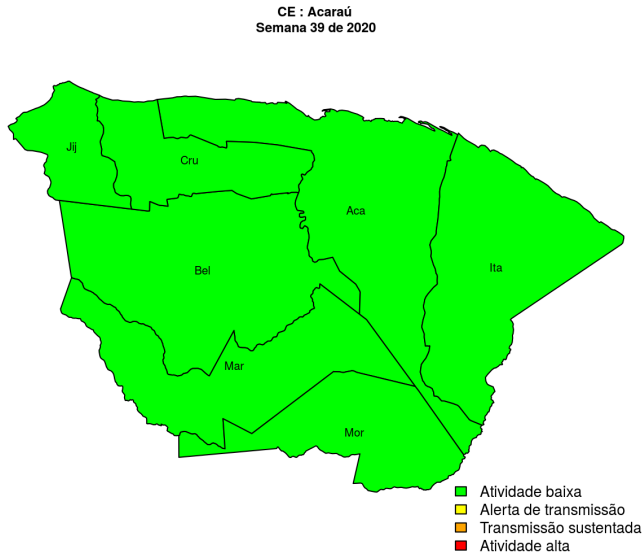 CE : Acaraú
Semana 39 de 2020
Jij
Cru
Aca
Bel
Ita
Mar
Mor
Atividade baixa
Alerta de transmissão
Transmissão sustentada
Atividade alta